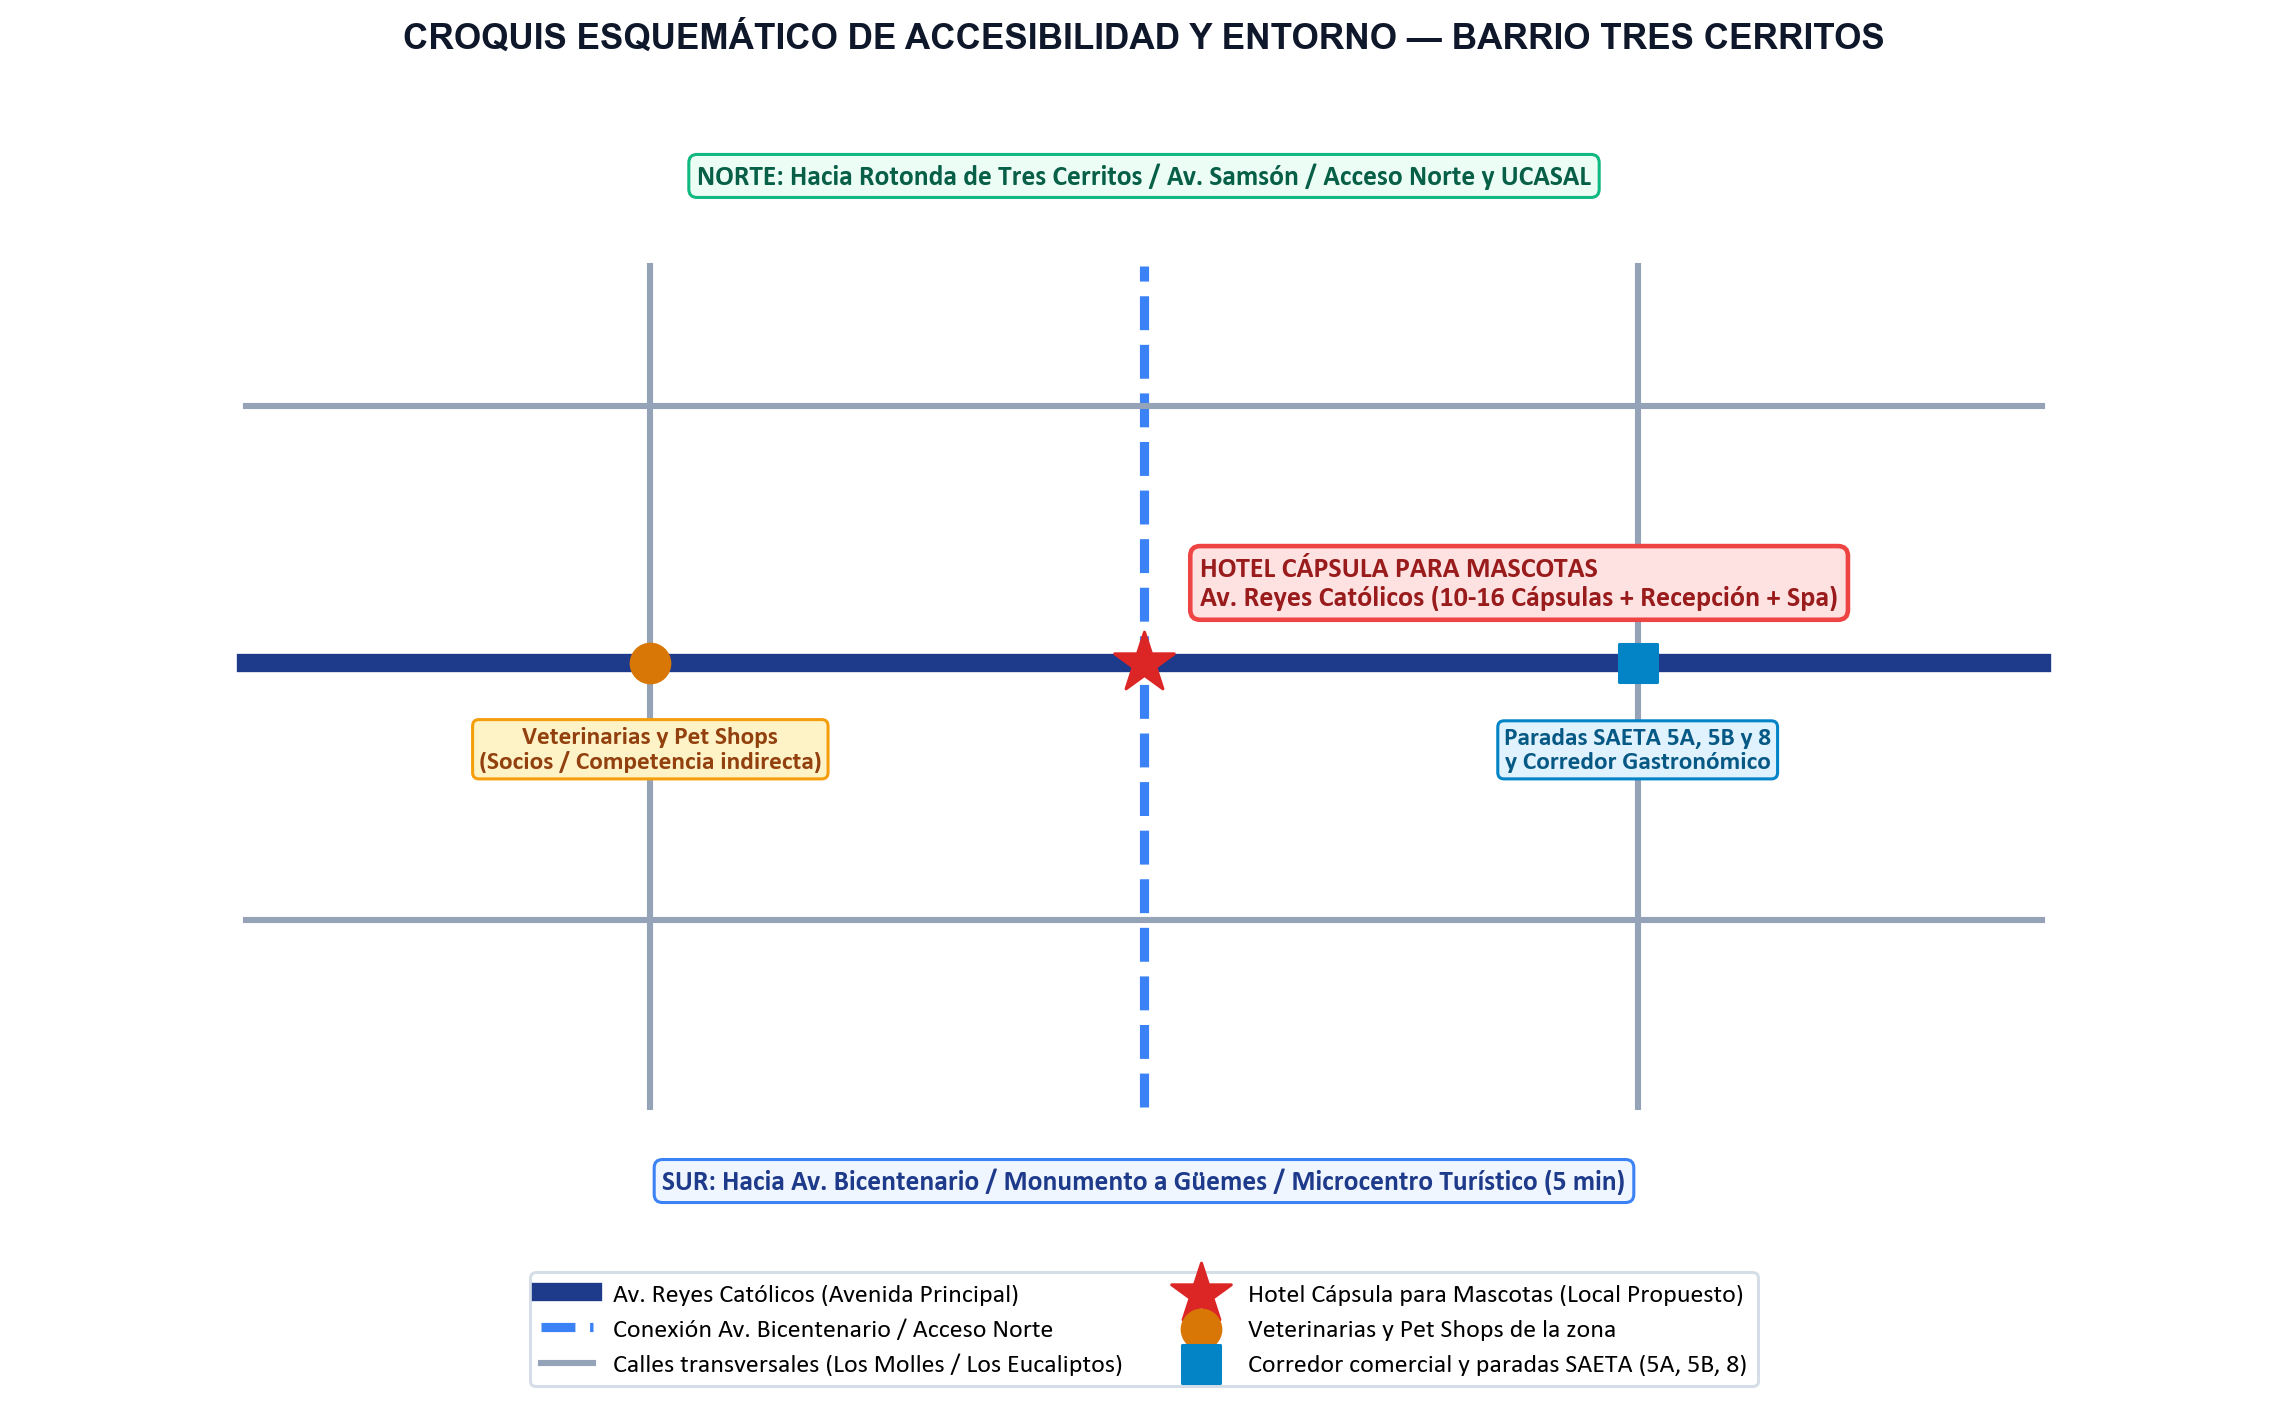 CROQUIS ESQUEMÁTICO DE ACCESIBILIDAD Y ENTORNO — BARRIO TRES CERRITOS
NORTE: Hacia Rotonda de Tres Cerritos / Av. Samsón / Acceso Norte y UCASAL
HOTEL CÁPSULA PARA MASCOTAS
Av. Reyes Católicos (10-16 Cápsulas + Recepción + Spa)
Veterinarias y Pet Shops
(Socios / Competencia indirecta)
Paradas SAETA 5A, 5B y 8
y Corredor Gastronómico
SUR: Hacia Av. Bicentenario / Monumento a Güemes / Microcentro Turístico (5 min)
Av. Reyes Católicos (Avenida Principal)
Conexión Av. Bicentenario / Acceso Norte
Calles transversales (Los Molles / Los Eucaliptos)
Hotel Cápsula para Mascotas (Local Propuesto)
Veterinarias y Pet Shops de la zona
Corredor comercial y paradas SAETA (5A, 5B, 8)